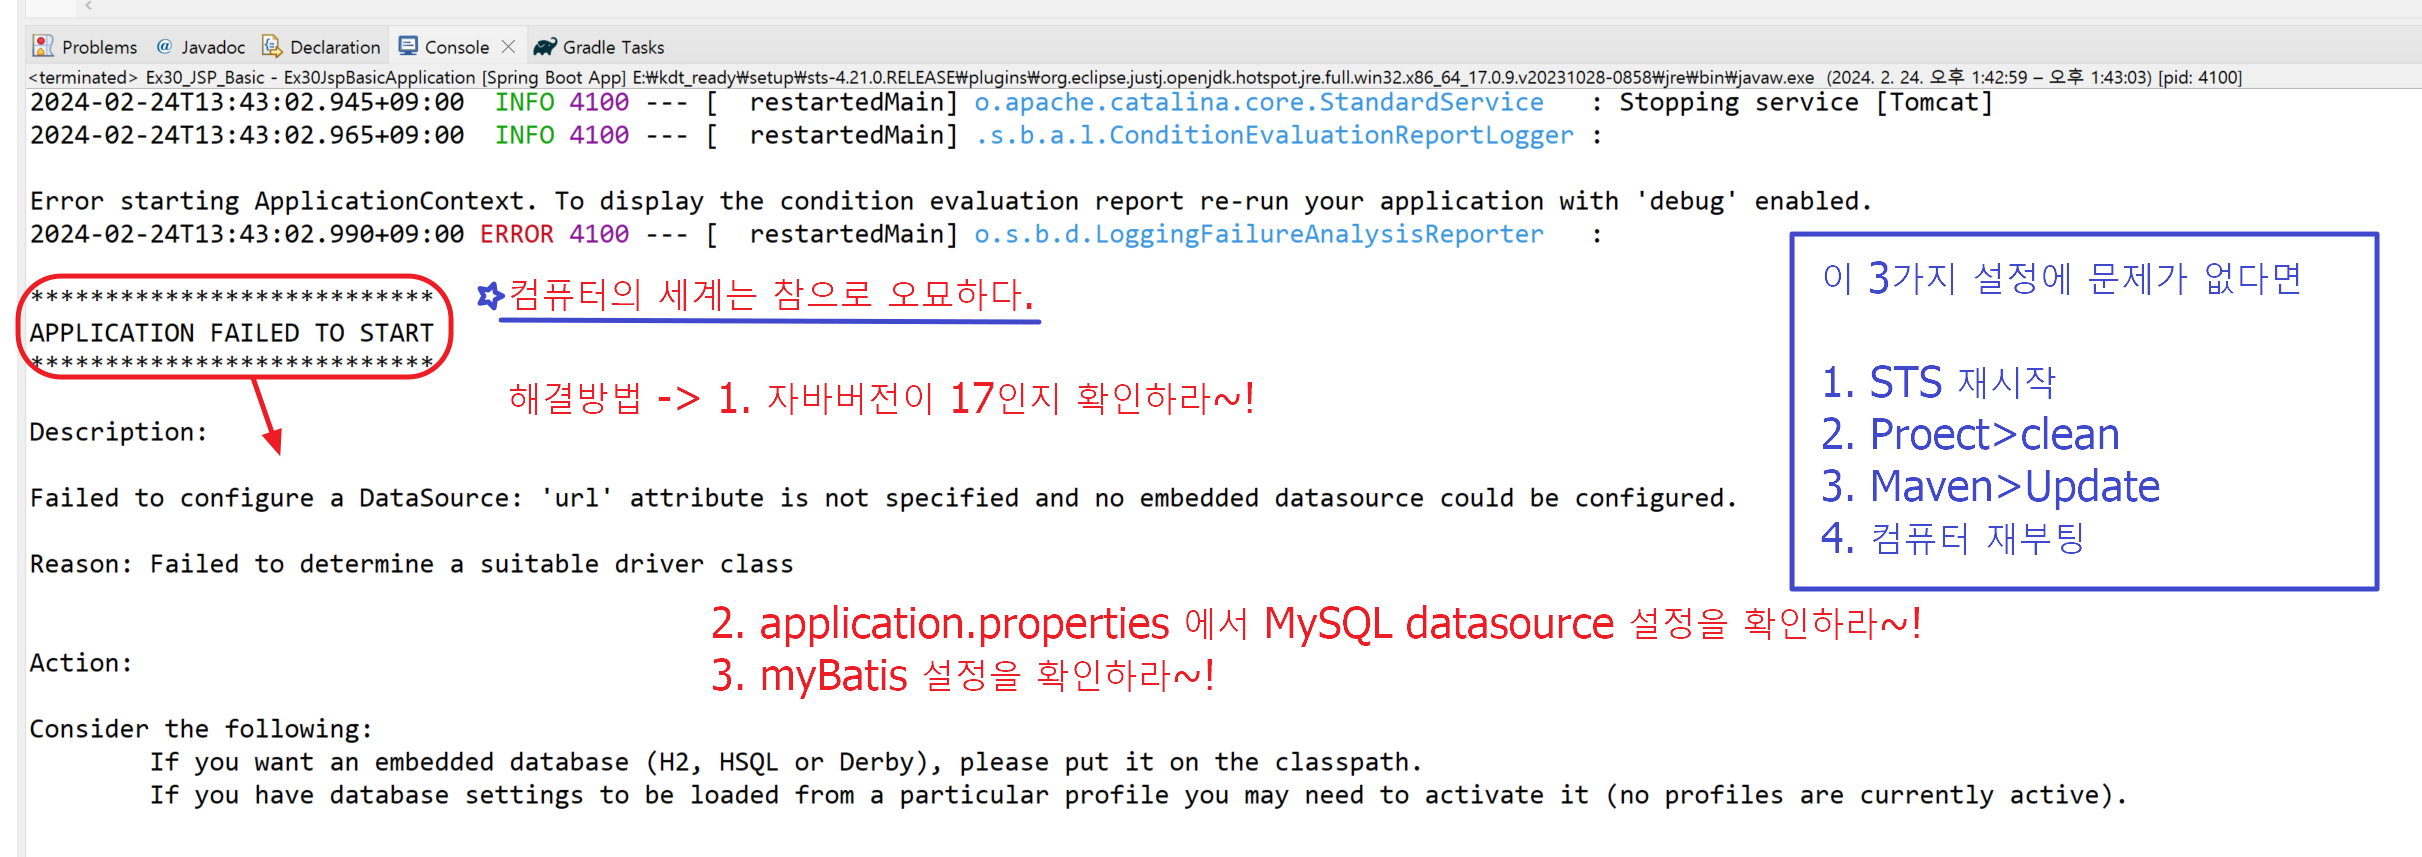 Problems @ Javadoc Declaration Console Gradle Tasks
<terminated> Ex30_JSP_Basic - Ex30JspBasicApplication [Spring Boot App] E:₩kdt_ready₩setup₩sts-4.21.0.RELEASE₩plugins₩org.eclipse.justj.openjdk.hotspot.jre.full.win32.x86_64_17.0.9.v20231028-0858₩jre₩bin₩javaw.exe (2024. 2. 24. 오후 1:42:59 – 오후 1:43:03) [pid: 4100]
2024-02-24T13:43:02.945+09:00  INFO 4100 --- [  restartedMain] o.apache.catalina.core.StandardService   : Stopping service [Tomcat]
2024-02-24T13:43:02.965+09:00  INFO 4100 --- [  restartedMain] .s.b.a.l.ConditionEvaluationReportLogger :
Error starting ApplicationContext. To display the condition evaluation report re-run your application with 'debug' enabled.
2024-02-24T13:43:02.990+09:00 ERROR 4100 --- [  restartedMain] o.s.b.d.LoggingFailureAnalysisReporter   :
***************************
APPLICATION FAILED TO START
***************************
컴퓨터의 세계는 참으로 오묘하다.
해결방법 -> 1. 자바버전이 17인지 확인하라~!
이 3가지 설정에 문제가 없다면
1. STS 재시작
2. Proect>clean
3. Maven>Update
4. 컴퓨터 재부팅
Description:
Failed to configure a DataSource: 'url' attribute is not specified and no embedded datasource could be configured.
Reason: Failed to determine a suitable driver class
2. application.properties 에서 MySQL datasource 설정을 확인하라~!
3. myBatis 설정을 확인하라~!
Action:
Consider the following:
If you want an embedded database (H2, HSQL or Derby), please put it on the classpath.
If you have database settings to be loaded from a particular profile you may need to activate it (no profiles are currently active).